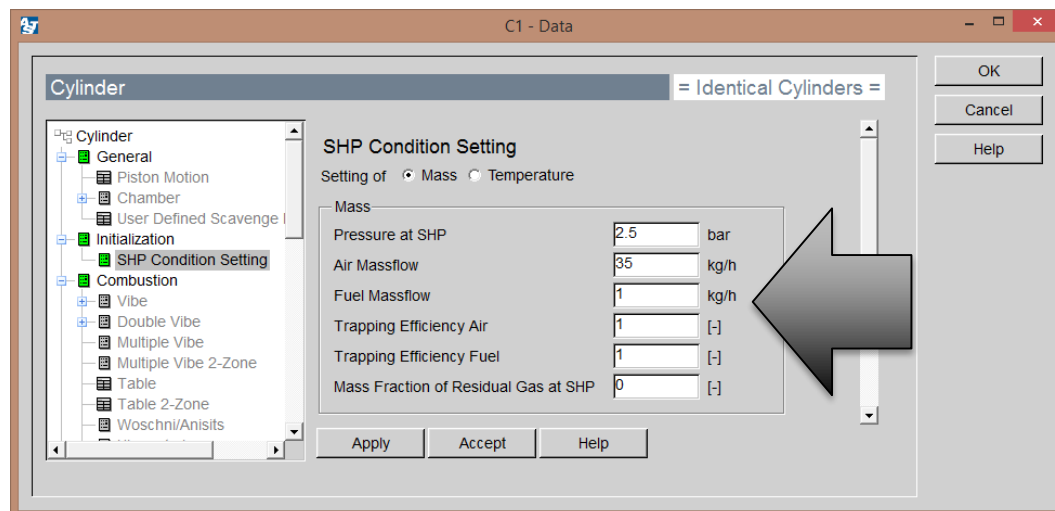 C1 - Data
Cylinder
= Identical Cylinders =
OK
Cancel
Help
Cylinder
General
Piston Motion
Chamber
User Defined Scavenge
Initialization
SHP Condition Setting
Combustion
Vibe
Double Vibe
Multiple Vibe
Multiple Vibe 2-Zone
Table
Table 2-Zone
Woschni/Anisits
SHP Condition Setting
Setting of Mass Temperature
Mass
Pressure at SHP 2.5 bar
Air Massflow 35 kg/h
Fuel Massflow 1 kg/h
Trapping Efficiency Air 1 [-]
Trapping Efficiency Fuel 1 [-]
Mass Fraction of Residual Gas at SHP 0 [-]
Apply Accept Help